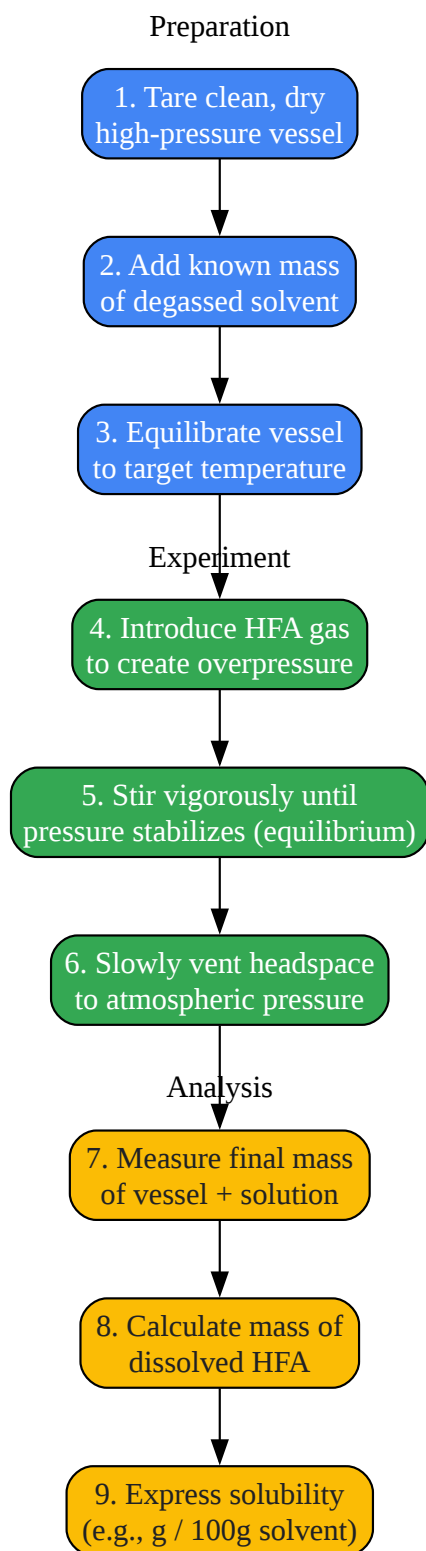 Preparation
1. Tare clean, dry
high-pressure vessel
2. Add known mass
of degassed solvent
3. Equilibrate vessel
to target temperature
Experiment
4. Introduce HFA gas
to create overpressure
5. Stir vigorously until
pressure stabilizes (equilibrium)
6. Slowly vent headspace
to atmospheric pressure
Analysis
7. Measure final mass
of vessel + solution
8. Calculate mass of
dissolved HFA
9. Express solubility
(e.g., g / 100g solvent)